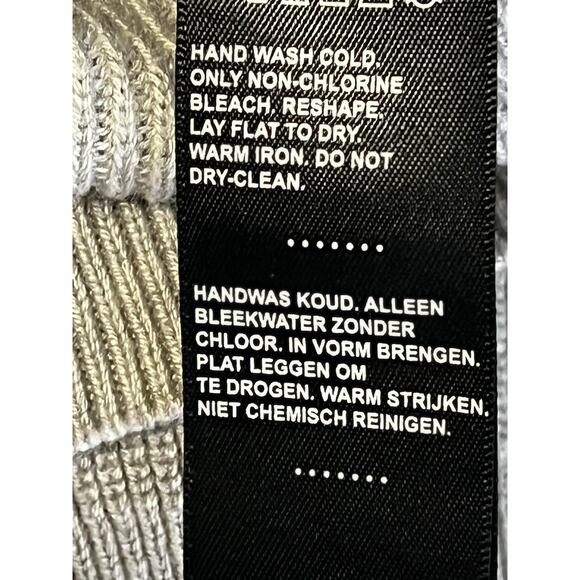 HAND WASH COLD.
ONLY NON-CHLORINE
BLEACH. RESHAPE.
LAY FLAT TO DRY.
WARM IRON. DO NOT
DRY-CLEAN.
.......
HANDWAS KOUD. ALLEEN
BLEEKWATER ZONDER
CHLOOR. IN VORM BRENGEN.
PLAT LEGGEN OM
TE DROGEN. WARM STRIJKEN.
NIET CHEMISCH REINIGEN.
.......